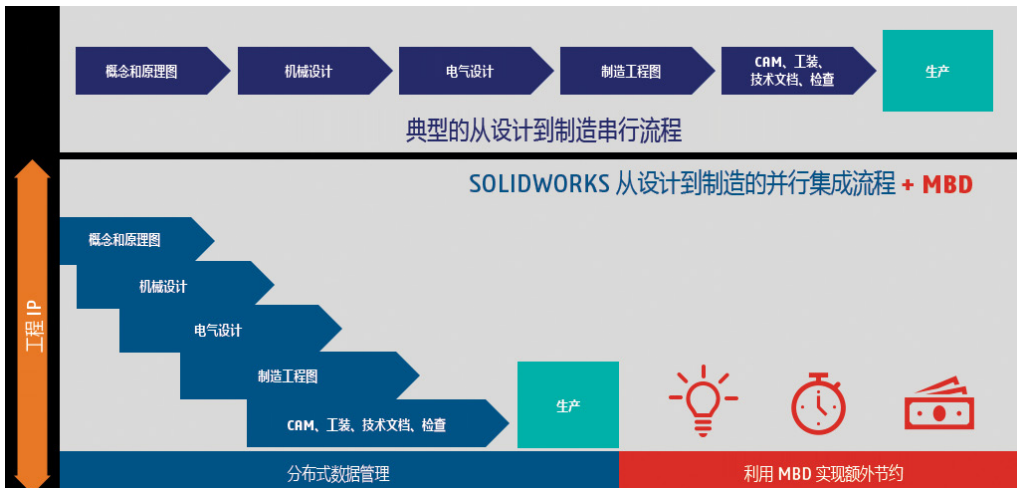 概念和原理图
机械设计
电气设计
制造工程图
CAM、工装、
技术文档、检查
生产
典型的从设计到制造串行流程
SOLIDWORKS 从设计到制造的并行集成流程 + MBD
概念和原理图
机械设计
电气设计
制造工程图
CAM、工装、技术文档、检查
生产
工程 IP
分布式数据管理
利用 MBD 实现额外节约